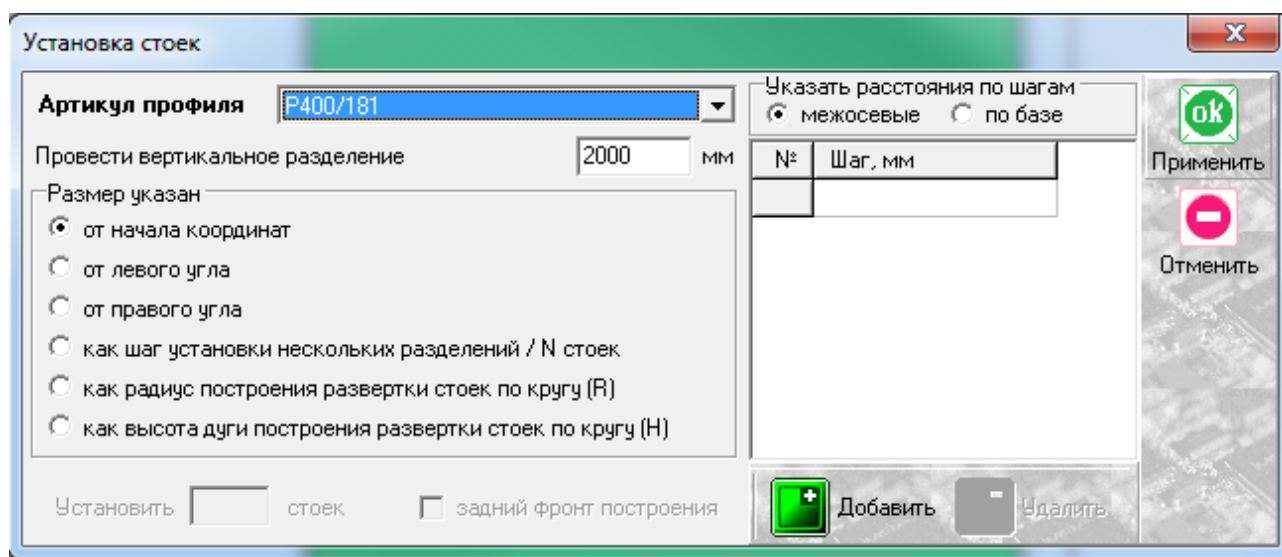 Установка стоек
Артикул профиля P400/181
Провести вертикальное разделение 2000 мм
Размер указан
от начала координат
от левого угла
от правого угла
как шаг установки нескольких разделений / N стоек
как радиус построения развертки стоек по кругу (R)
как высота дуги построения развертки стоек по кругу (H)
Установить стоек задний фронт построения
Указать расстояния по шагам
межосевые по базе
№ Шаг, мм
Добавить Удалить
ok
Применить
Отменить